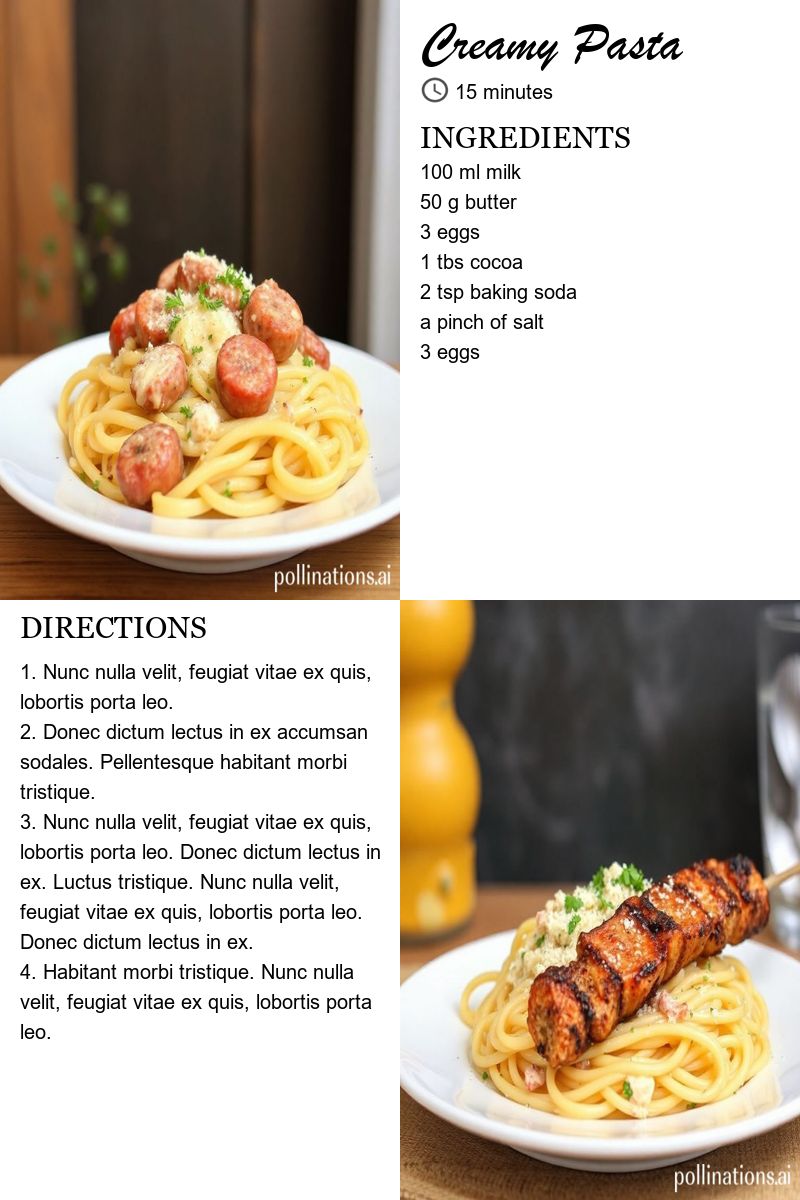 Creamy Pasta
15 minutes
INGREDIENTS
100 ml milk
50 g butter
3 eggs
1 tbs cocoa
2 tsp baking soda
a pinch of salt
3 eggs
pollinations.ai
DIRECTIONS
1. Nunc nulla velit, feugiat vitae ex quis,
lobortis porta leo.
2. Donec dictum lectus in ex accumsan
sodales. Pellentesque habitant morbi
tristique.
3. Nunc nulla velit, feugiat vitae ex quis,
lobortis porta leo. Donec dictum lectus in
ex. Luctus tristique. Nunc nulla velit,
feugiat vitae ex quis, lobortis porta leo.
Donec dictum lectus in ex.
4. Habitant morbi tristique. Nunc nulla
velit, feugiat vitae ex quis, lobortis porta
leo.
pollinations.ai